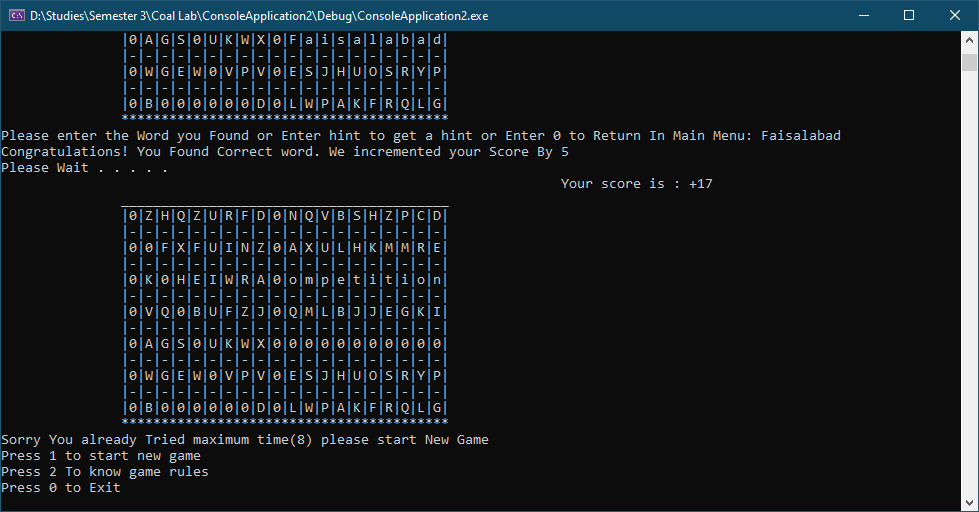 D:\Studies\Semester 3\Coal Lab\ConsoleApplication2\Debug\ConsoleApplication2.exe
|0|A|G|S|0|U|K|W|X|0|F|a|i|s|a|l|a|b|a|d|
|-|-|-|-|-|-|-|-|-|-|-|-|-|-|-|-|-|-|-|-|
|0|W|G|E|W|0|V|P|V|0|E|S|J|H|U|O|S|R|Y|P|
|-|-|-|-|-|-|-|-|-|-|-|-|-|-|-|-|-|-|-|-|
|0|B|0|0|0|0|0|D|0|L|W|P|A|K|F|R|Q|L|G|
*****************************************
Please enter the Word you Found or Enter hint to get a hint or Enter 0 to Return In Main Menu: Faisalabad
Congratulations! You Found Correct word. We incremented your Score By 5
Please Wait . . . . .
Your score is : +17
_________________________________________
|0|Z|H|Q|Z|U|R|F|D|0|N|Q|V|B|S|H|Z|P|C|D|
|-|-|-|-|-|-|-|-|-|-|-|-|-|-|-|-|-|-|-|-|
|0|0|F|X|F|U|I|N|Z|0|A|X|U|L|H|K|M|M|R|E|
|-|-|-|-|-|-|-|-|-|-|-|-|-|-|-|-|-|-|-|-|
|0|K|0|H|E|I|W|R|A|0|o|m|p|e|t|i|t|i|o|n|
|-|-|-|-|-|-|-|-|-|-|-|-|-|-|-|-|-|-|-|-|
|0|V|Q|0|B|U|F|Z|J|0|Q|M|L|B|J|J|E|G|K|I|
|-|-|-|-|-|-|-|-|-|-|-|-|-|-|-|-|-|-|-|-|
|0|A|G|S|0|U|K|W|X|0|0|0|0|0|0|0|0|0|0|0|
|-|-|-|-|-|-|-|-|-|-|-|-|-|-|-|-|-|-|-|-|
|0|W|G|E|W|0|V|P|V|0|E|S|J|H|U|O|S|R|Y|P|
|-|-|-|-|-|-|-|-|-|-|-|-|-|-|-|-|-|-|-|-|
|0|B|0|0|0|0|0|0|D|0|L|W|P|A|K|F|R|Q|L|G|
*****************************************
Sorry You already Tried maximum time(8) please start New Game
Press 1 to start new game
Press 2 To know game rules
Press 0 to Exit